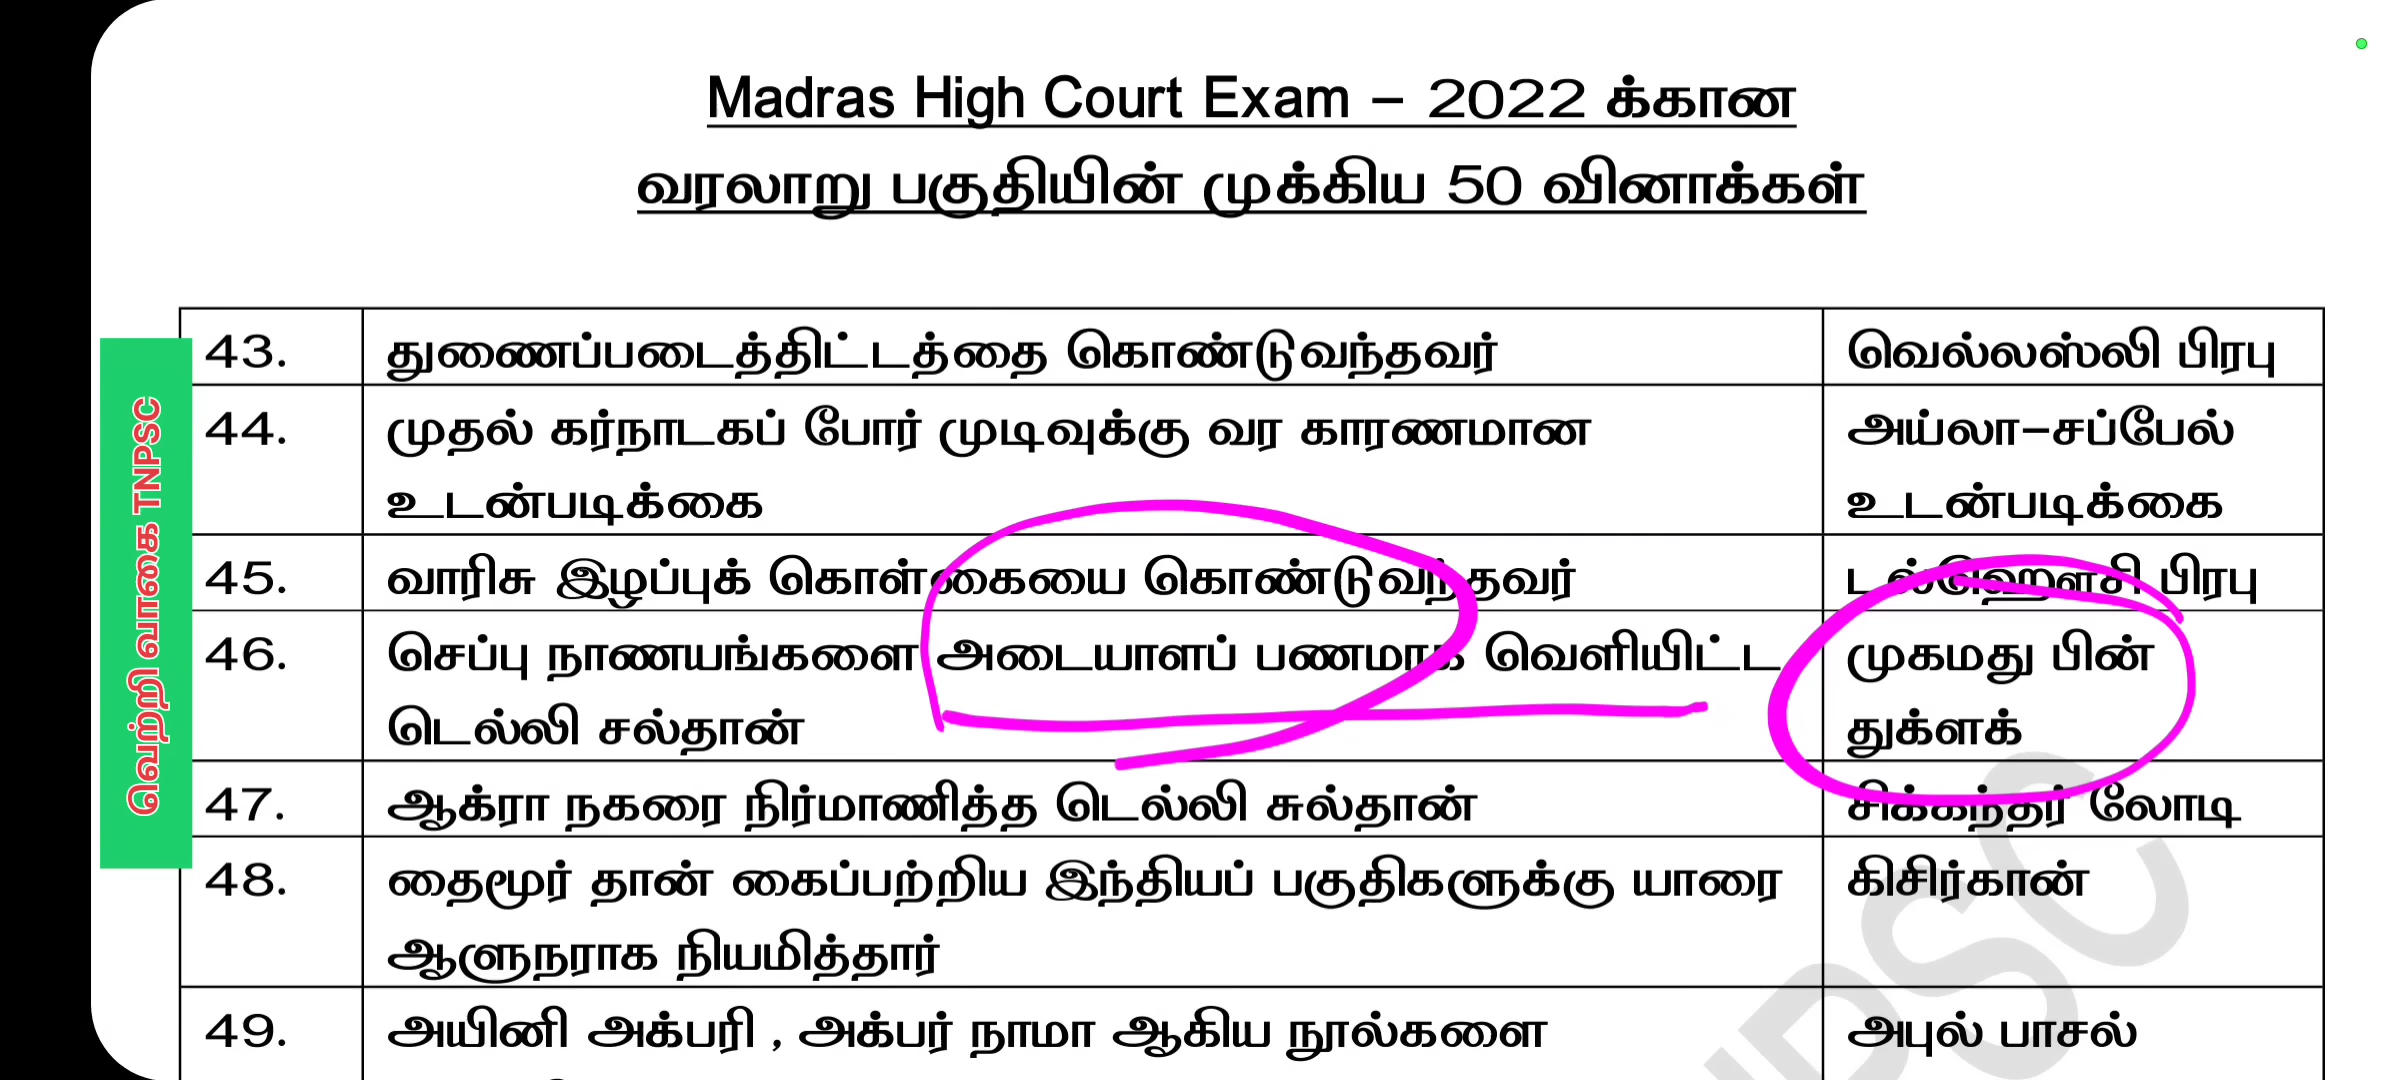 Madras High Court Exam – 2022 க்கான
வரலாறு பகுதியின் முக்கிய 50 வினாக்கள்
வெற்றி வாகை TNPSC
43. துணைப்படைத்திட்டத்தை கொண்டுவந்தவர் வெல்லஸ்லி பிரபு
44. முதல் கர்நாடகப் போர் முடிவுக்கு வர காரணமான அய்லா–சப்பேல்
உடன்படிக்கை உடன்படிக்கை
45. வாரிசு இழப்புக் கொள்கையை கொண்டுவந்தவர் டல்ஹௌசி பிரபு
46. செப்பு நாணயங்களை அடையாளப் பணமாக வெளியிட்ட முகமது பின்
டெல்லி சல்தான் துக்ளக்
47. ஆக்ரா நகரை நிர்மாணித்த டெல்லி சுல்தான் சிக்கந்தர் லோடி
48. தைமூர் தான் கைப்பற்றிய இந்தியப் பகுதிகளுக்கு யாரை கிசிர்கான்
ஆளுநராக நியமித்தார்
49. அயினி அக்பரி , அக்பர் நாமா ஆகிய நூல்களை அபுல் பாசல்